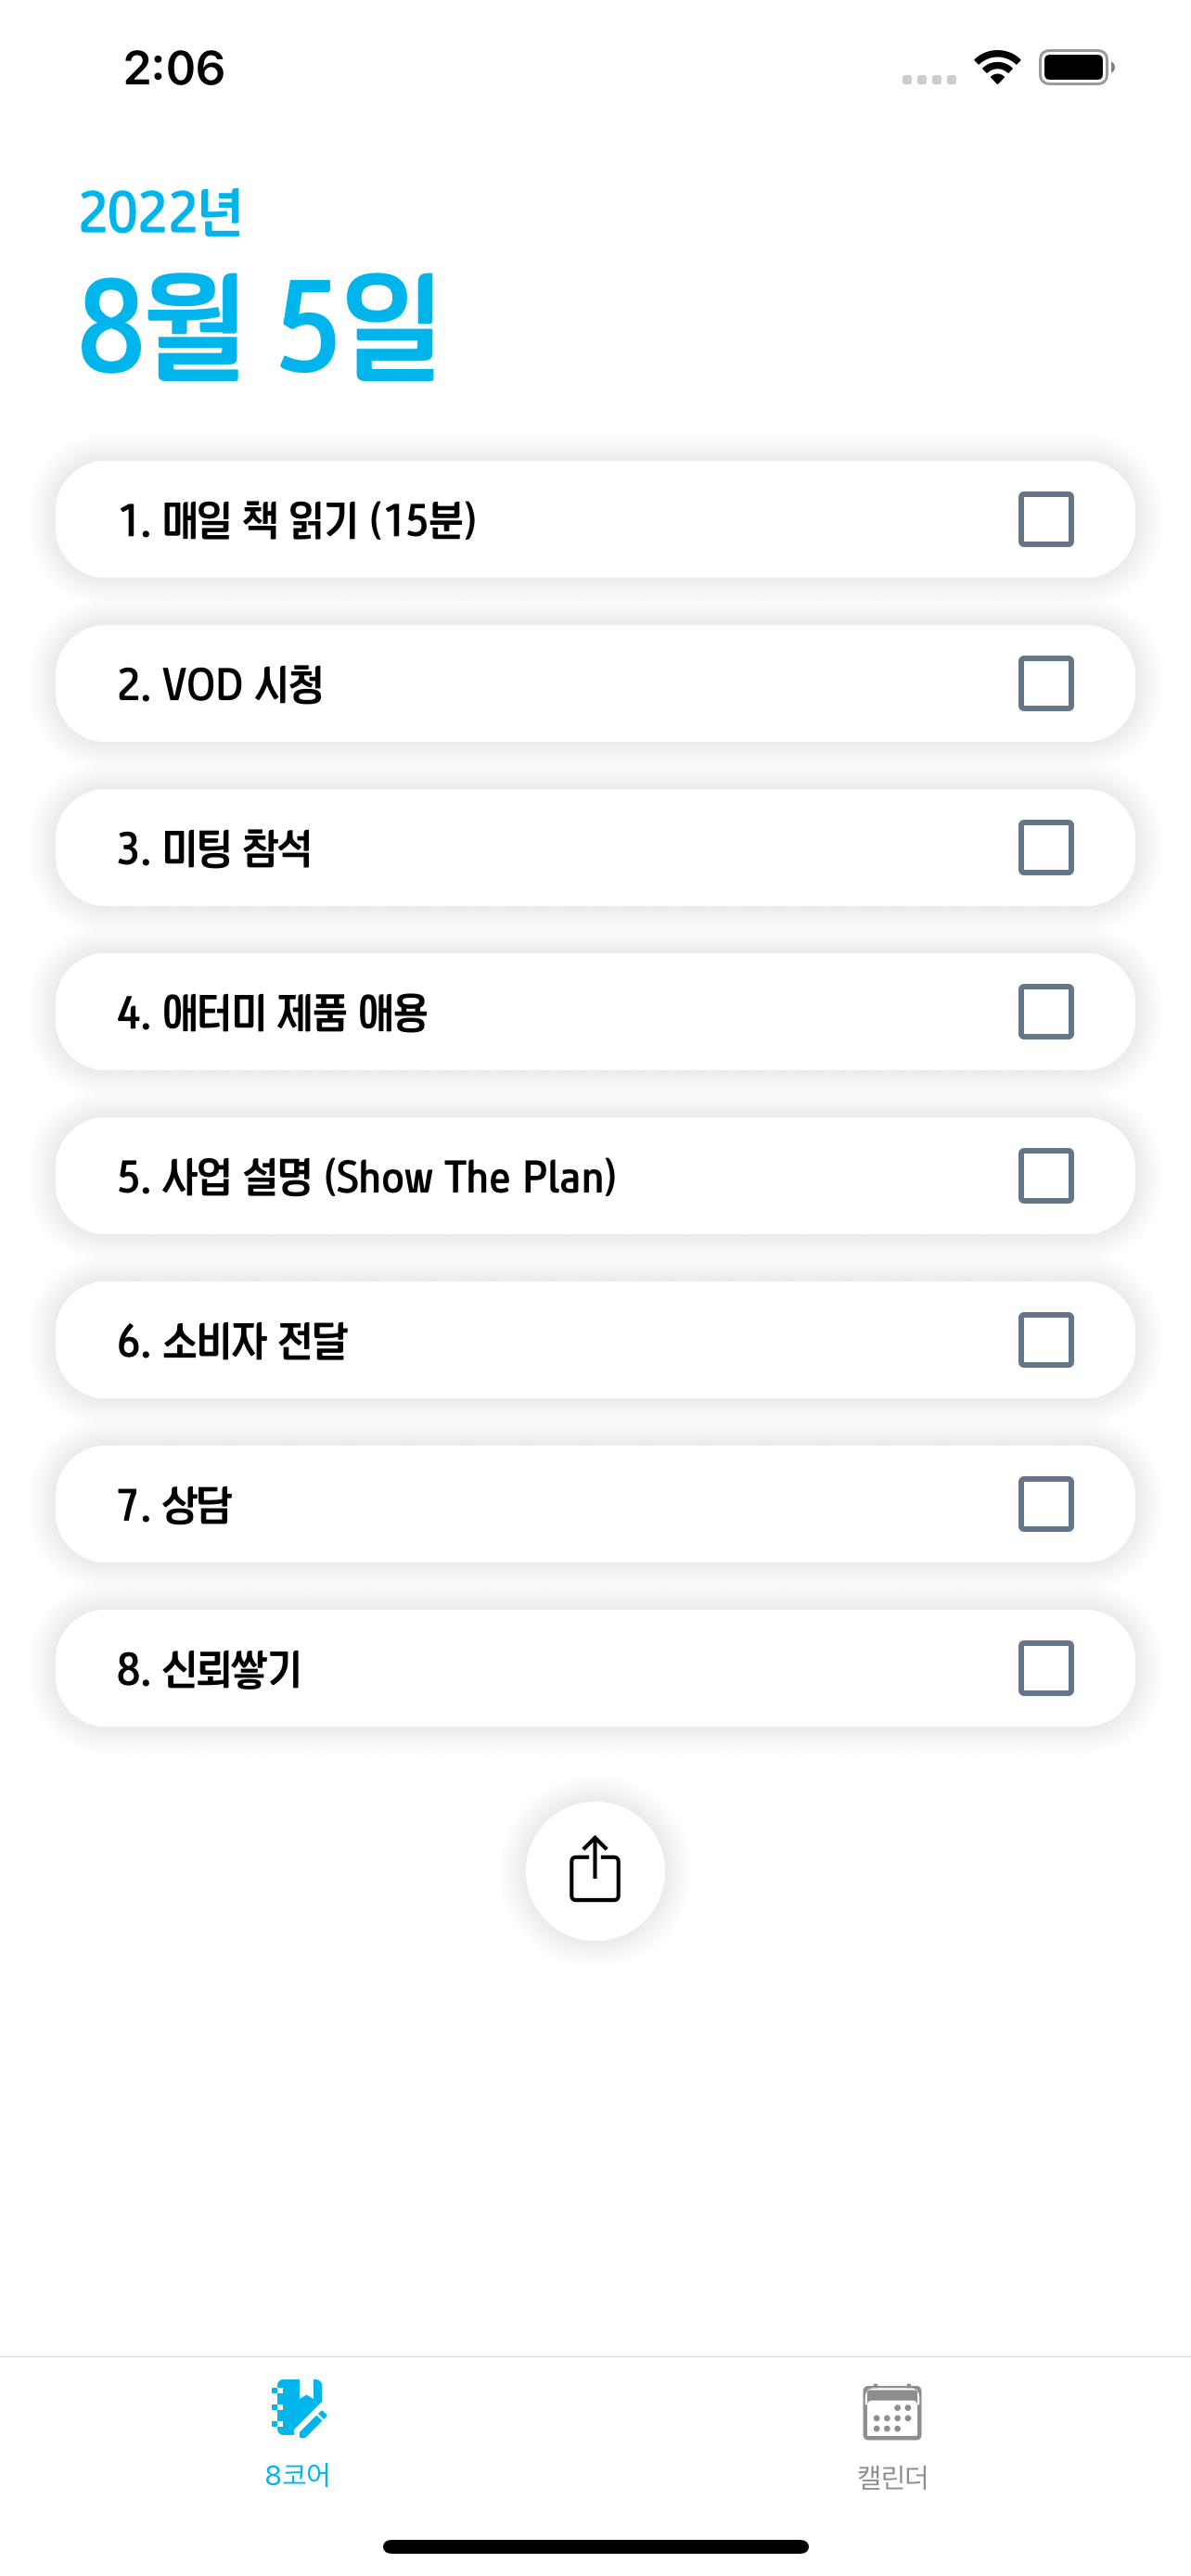 2:06
2022년
8월 5일
1. 매일 책 읽기 (15분)
2. VOD 시청
3. 미팅 참석
4. 애터미 제품 애용
5. 사업 설명 (Show The Plan)
6. 소비자 전달
7. 상담
8. 신뢰쌓기
8코어
캘린더